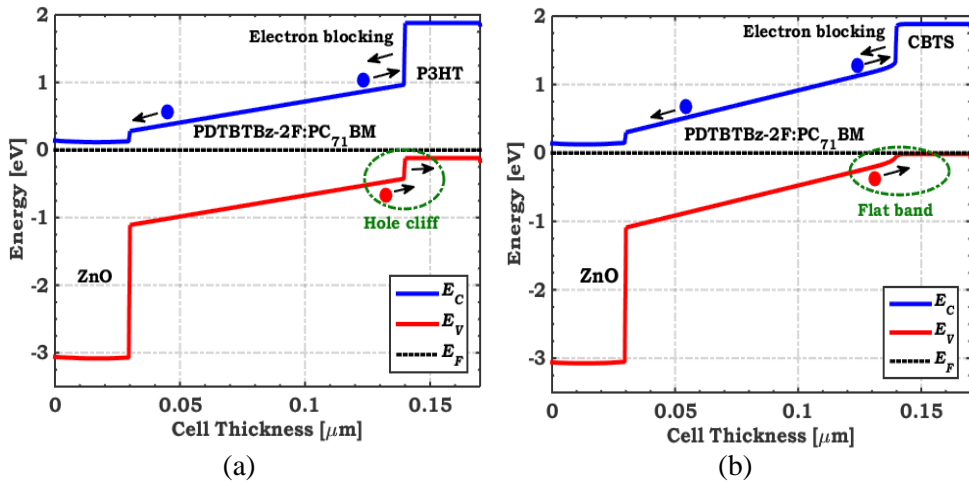 2
Electron blocking
P3HT
1
PDTBTBz-2F:PC71BM
0
Energy [eV]
-1
Hole cliff
ZnO
-2
EC
EV
EF
-3
0 0.05 0.1 0.15
Cell Thickness [μm]
(a)
2
Electron blocking
CBTS
1
PDTBTBz-2F:PC71BM
0
Energy [eV]
-1
Flat band
ZnO
-2
EC
EV
EF
-3
0 0.05 0.1 0.15
Cell Thickness [μm]
(b)